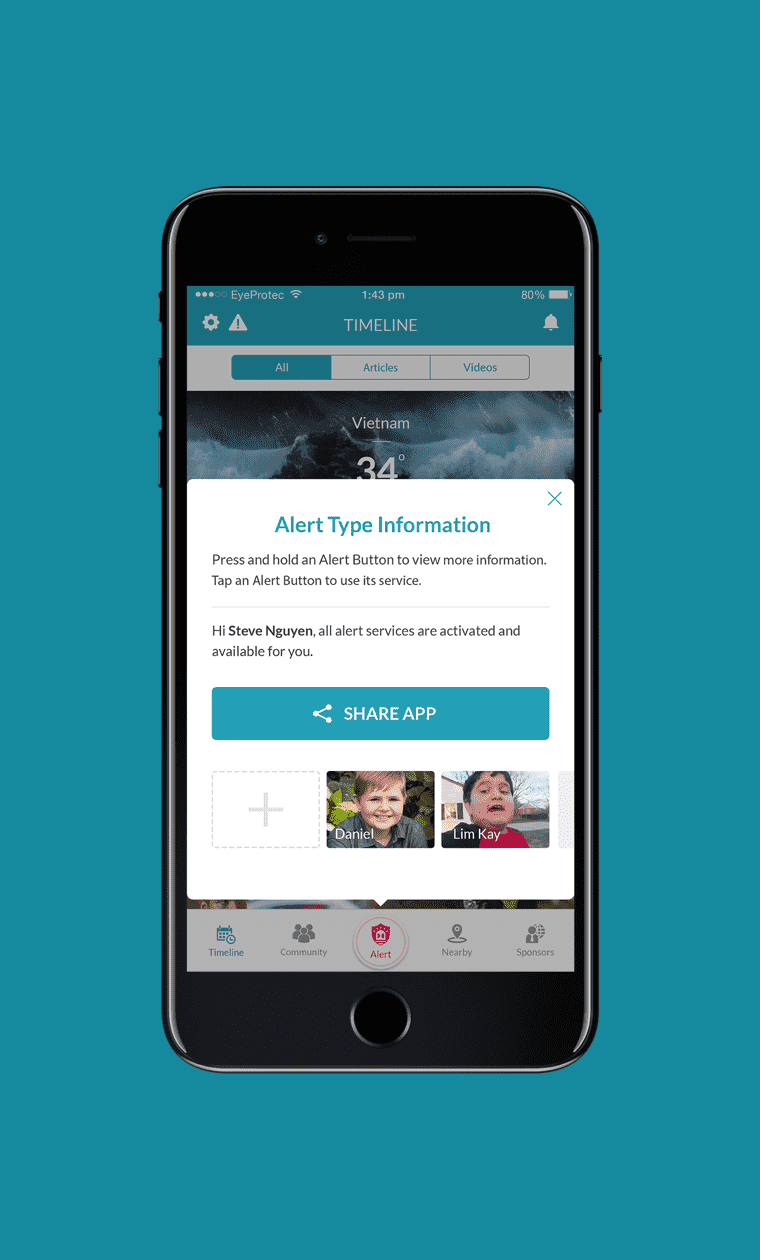 EyeProtec
1:43 pm
80%
TIMELINE
All
Articles
Videos
Vietnam
34°
Alert Type Information
Press and hold an Alert Button to view more information.
Tap an Alert Button to use its service.
Hi Steve Nguyen, all alert services are activated and
available for you.
SHARE APP
Daniel
Lim Kay
Timeline
Community
Alert
Nearby
Sponsors